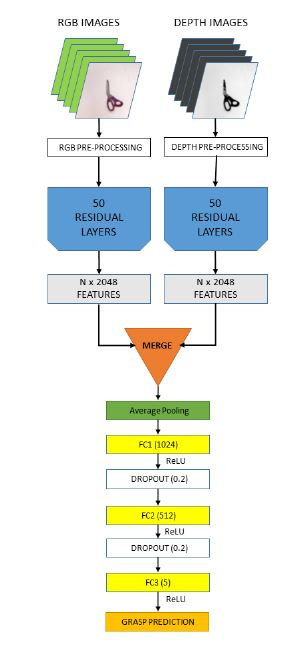 RGB IMAGES
DEPTH IMAGES
RGB PRE-PROCESSING
DEPTH PRE-PROCESSING
50
RESIDUAL
LAYERS
50
RESIDUAL
LAYERS
N x 2048
FEATURES
N x 2048
FEATURES
MERGE
Average Pooling
FC1 (1024)
ReLU
DROPOUT (0.2)
FC2 (512)
ReLU
DROPOUT (0.2)
FC3 (5)
ReLU
GRASP PREDICTION